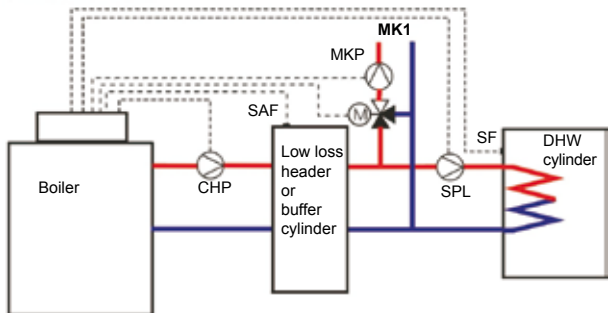 MK1
MKP
SAF
M
SF
DHW
cylinder
Boiler
CHP
Low loss
header
or
buffer
cylinder
SPL